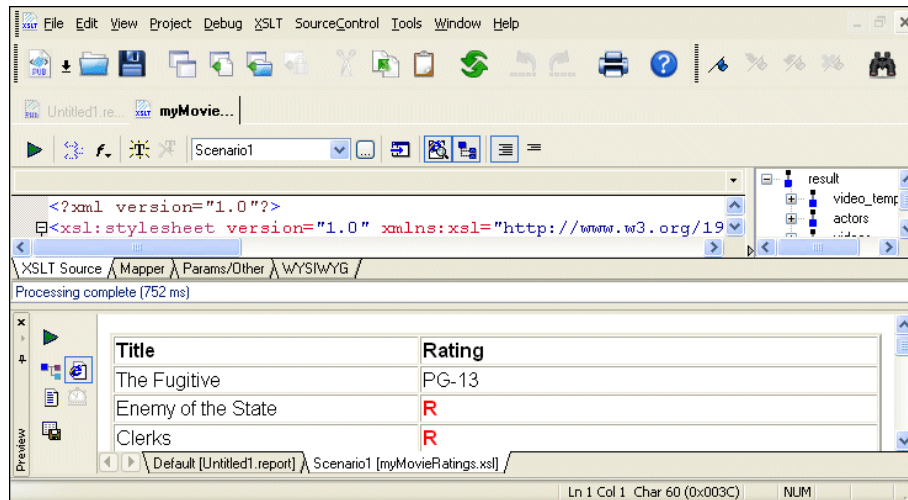 File Edit View Project Debug XSLT SourceControl Tools Window Help
Untitled1.re... myMovie...
Scenario1
<?xml version="1.0"?>
<xsl:stylesheet version="1.0" xmlns:xsl="http://www.w3.org/19
result
video_temp
actors
XSLT Source Mapper Params/Other WYSIWYG
Processing complete (752 ms)
Title Rating
The Fugitive PG-13
Enemy of the State R
Clerks R
Preview
Default [Untitled1.report] Scenario1 [myMovieRatings.xsl]
Ln 1 Col 1 Char 60 (0x003C) NUM